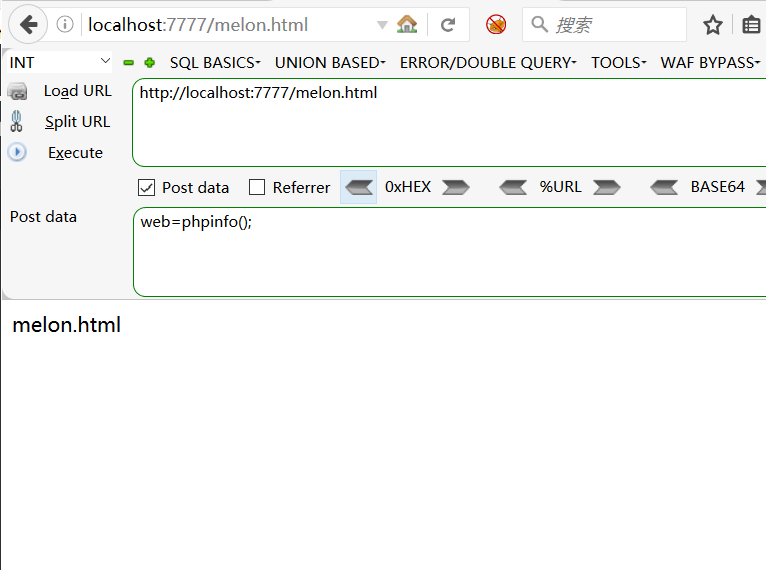 localhost:7777/melon.html 搜索
INT SQL BASICS UNION BASED ERROR/DOUBLE QUERY TOOLS WAF BYPASS
Load URL http://localhost:7777/melon.html
Split URL
Execute
Post data Referrer 0xHEX %URL BASE64
Post data web=phpinfo();
melon.html